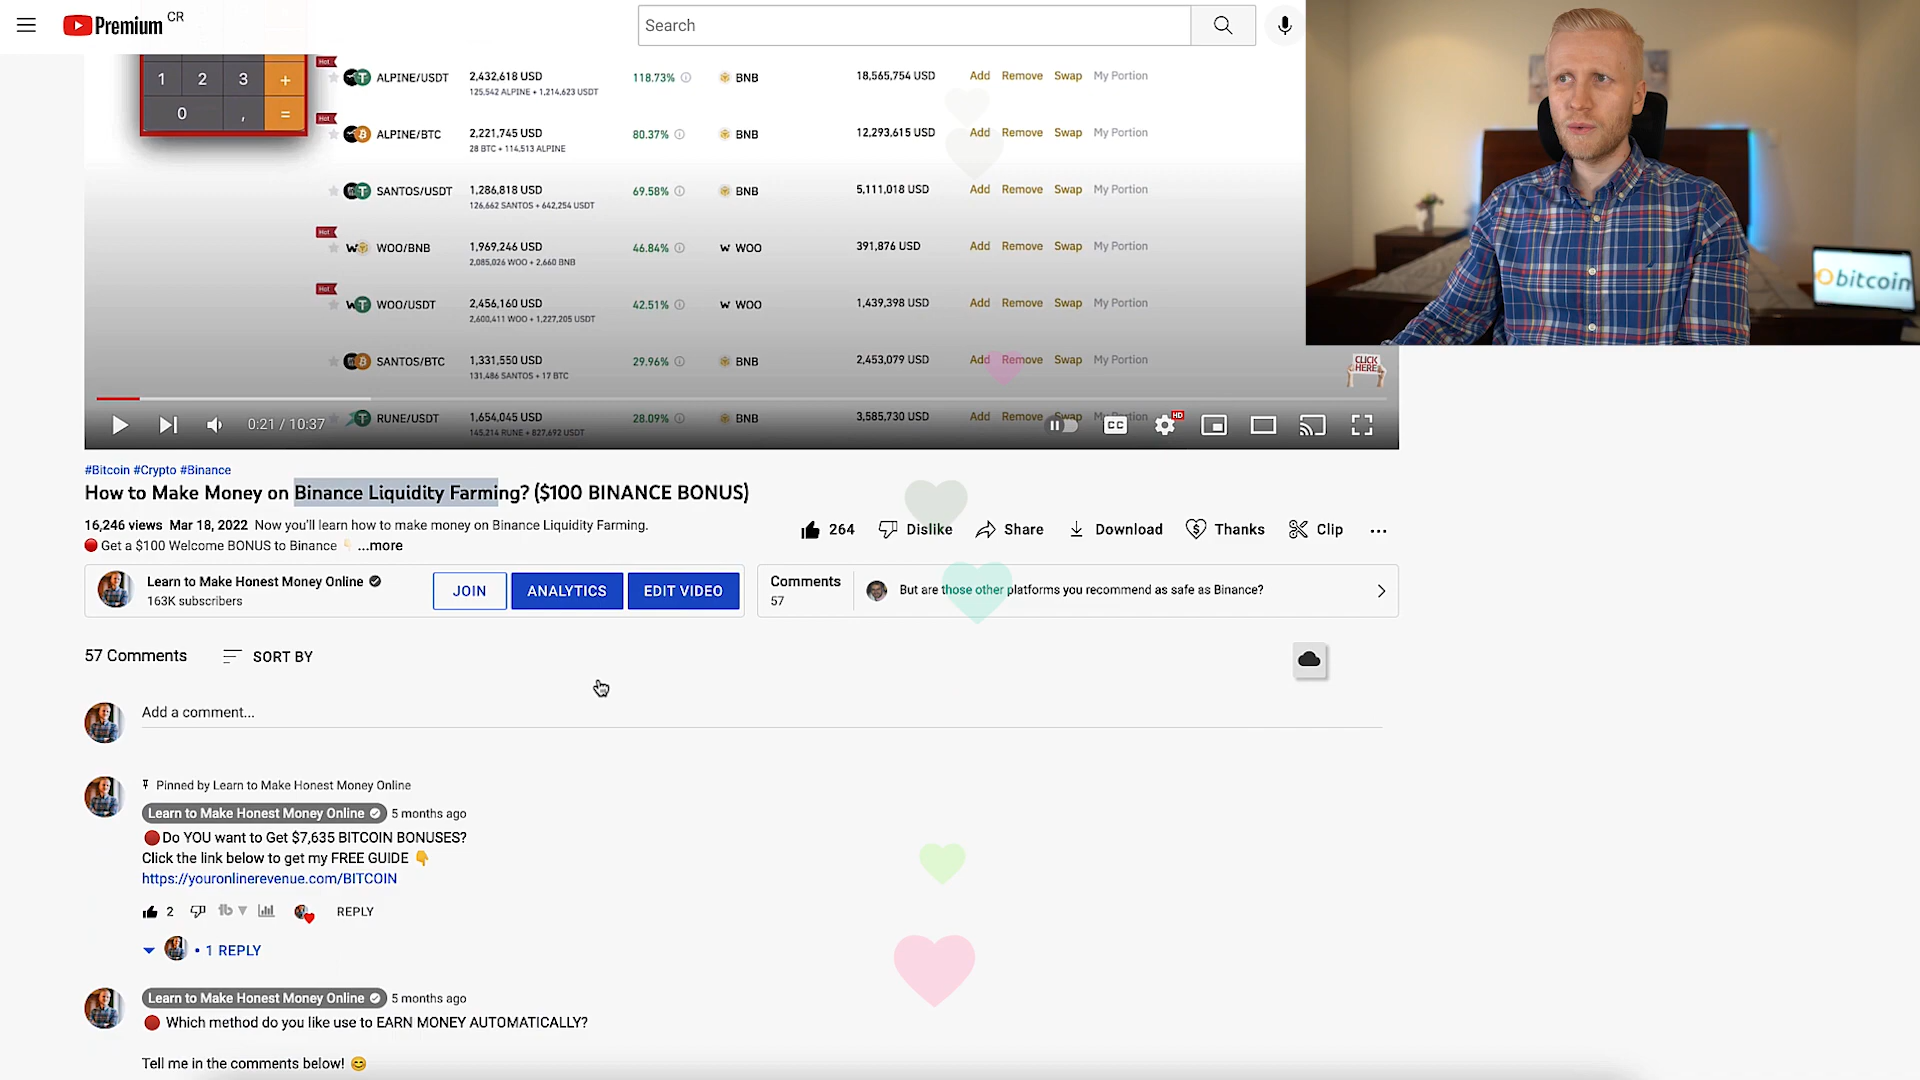 Premium CR
Search
1 2 3 +
0 , =
Hot
ALPINE/USDT 2,432,618 USD 118.73% BNB 18,565,754 USD Add Remove Swap My Portion
125,542 ALPINE + 1,214,623 USDT
Hot
ALPINE/BTC 2,221,745 USD 80.37% BNB 12,293,615 USD Add Remove Swap My Portion
28 BTC + 114,513 ALPINE
SANTOS/USDT 1,286,818 USD 69.58% BNB 5,111,018 USD Add Remove Swap My Portion
126,662 SANTOS + 642,254 USDT
Hot
WOO/BNB 1,969,246 USD 46.84% WOO 391,876 USD Add Remove Swap My Portion
2,085,026 WOO + 2,660 BNB
Hot
WOO/USDT 2,456,160 USD 42.51% WOO 1,439,398 USD Add Remove Swap My Portion
2,600,411 WOO + 1,227,205 USDT
SANTOS/BTC 1,331,550 USD 29.96% BNB 2,453,079 USD Add Remove Swap My Portion
131,486 SANTOS + 17 BTC
CLICK HERE
RUNE/USDT 1,654,045 USD 28.09% BNB 3,585,730 USD Add Remove Swap My Portion
145,214 RUNE + 827,692 USDT
0:21 / 10:37
CC HD
bitcoin
#Bitcoin #Crypto #Binance
How to Make Money on Binance Liquidity Farming? ($100 BINANCE BONUS)
16,246 views Mar 18, 2022 Now you'll learn how to make money on Binance Liquidity Farming.
🔴 Get a $100 Welcome BONUS to Binance 👇 ...more
264 Dislike Share Download Thanks Clip ...
Learn to Make Honest Money Online
163K subscribers
JOIN ANALYTICS EDIT VIDEO
Comments
57
But are those other platforms you recommend as safe as Binance?
57 Comments SORT BY
Add a comment...
Pinned by Learn to Make Honest Money Online
Learn to Make Honest Money Online 5 months ago
🔴Do YOU want to Get $7,635 BITCOIN BONUSES?
Click the link below to get my FREE GUIDE 👇
https://youronlinerevenue.com/BITCOIN
2 tb REPLY
• 1 REPLY
Learn to Make Honest Money Online 5 months ago
🔴 Which method do you like use to EARN MONEY AUTOMATICALLY?
Tell me in the comments below! 😊